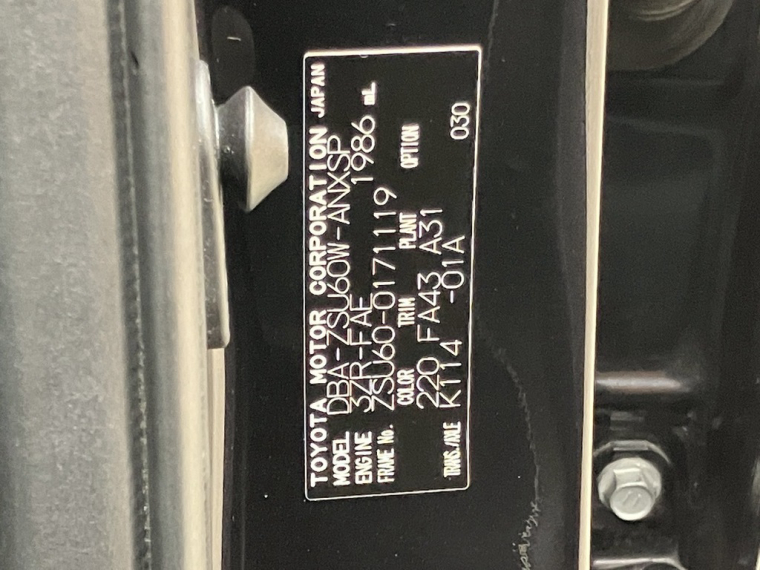 TOYOTA MOTOR CORPORATION JAPAN
MODEL DBA-ZSU60W-ANXSP
ENGINE 3ZR-FAE 1986 mL
FRAME No. ZSU60-0171119
COLOR TRIM PLANT OPTION
220 FA43 A31
TRANS./AXLE K114 -01A 030